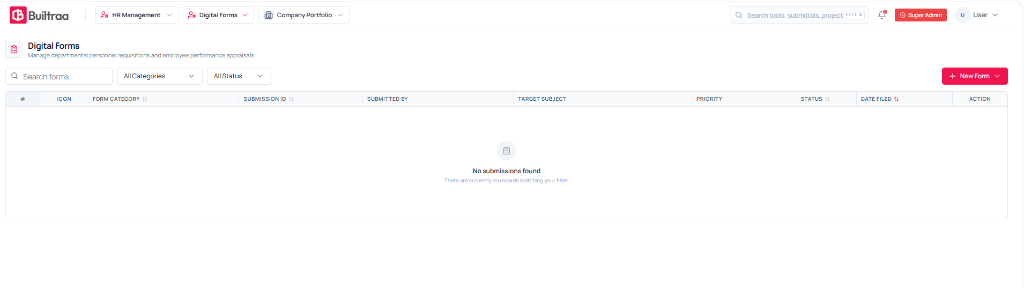 Builtraa HR Management Digital Forms Company Portfolio Search tools, submittals, project Ctrl K Super Admin U User
Digital Forms
Manage departmental personnel requisitions and employee performance appraisals
Search forms... All Categories All Status + New Form
# ICON FORM CATEGORY SUBMISSION ID SUBMITTED BY TARGET SUBJECT PRIORITY STATUS DATE FILED ACTION
No submissions found
There are currently no records matching your filter.